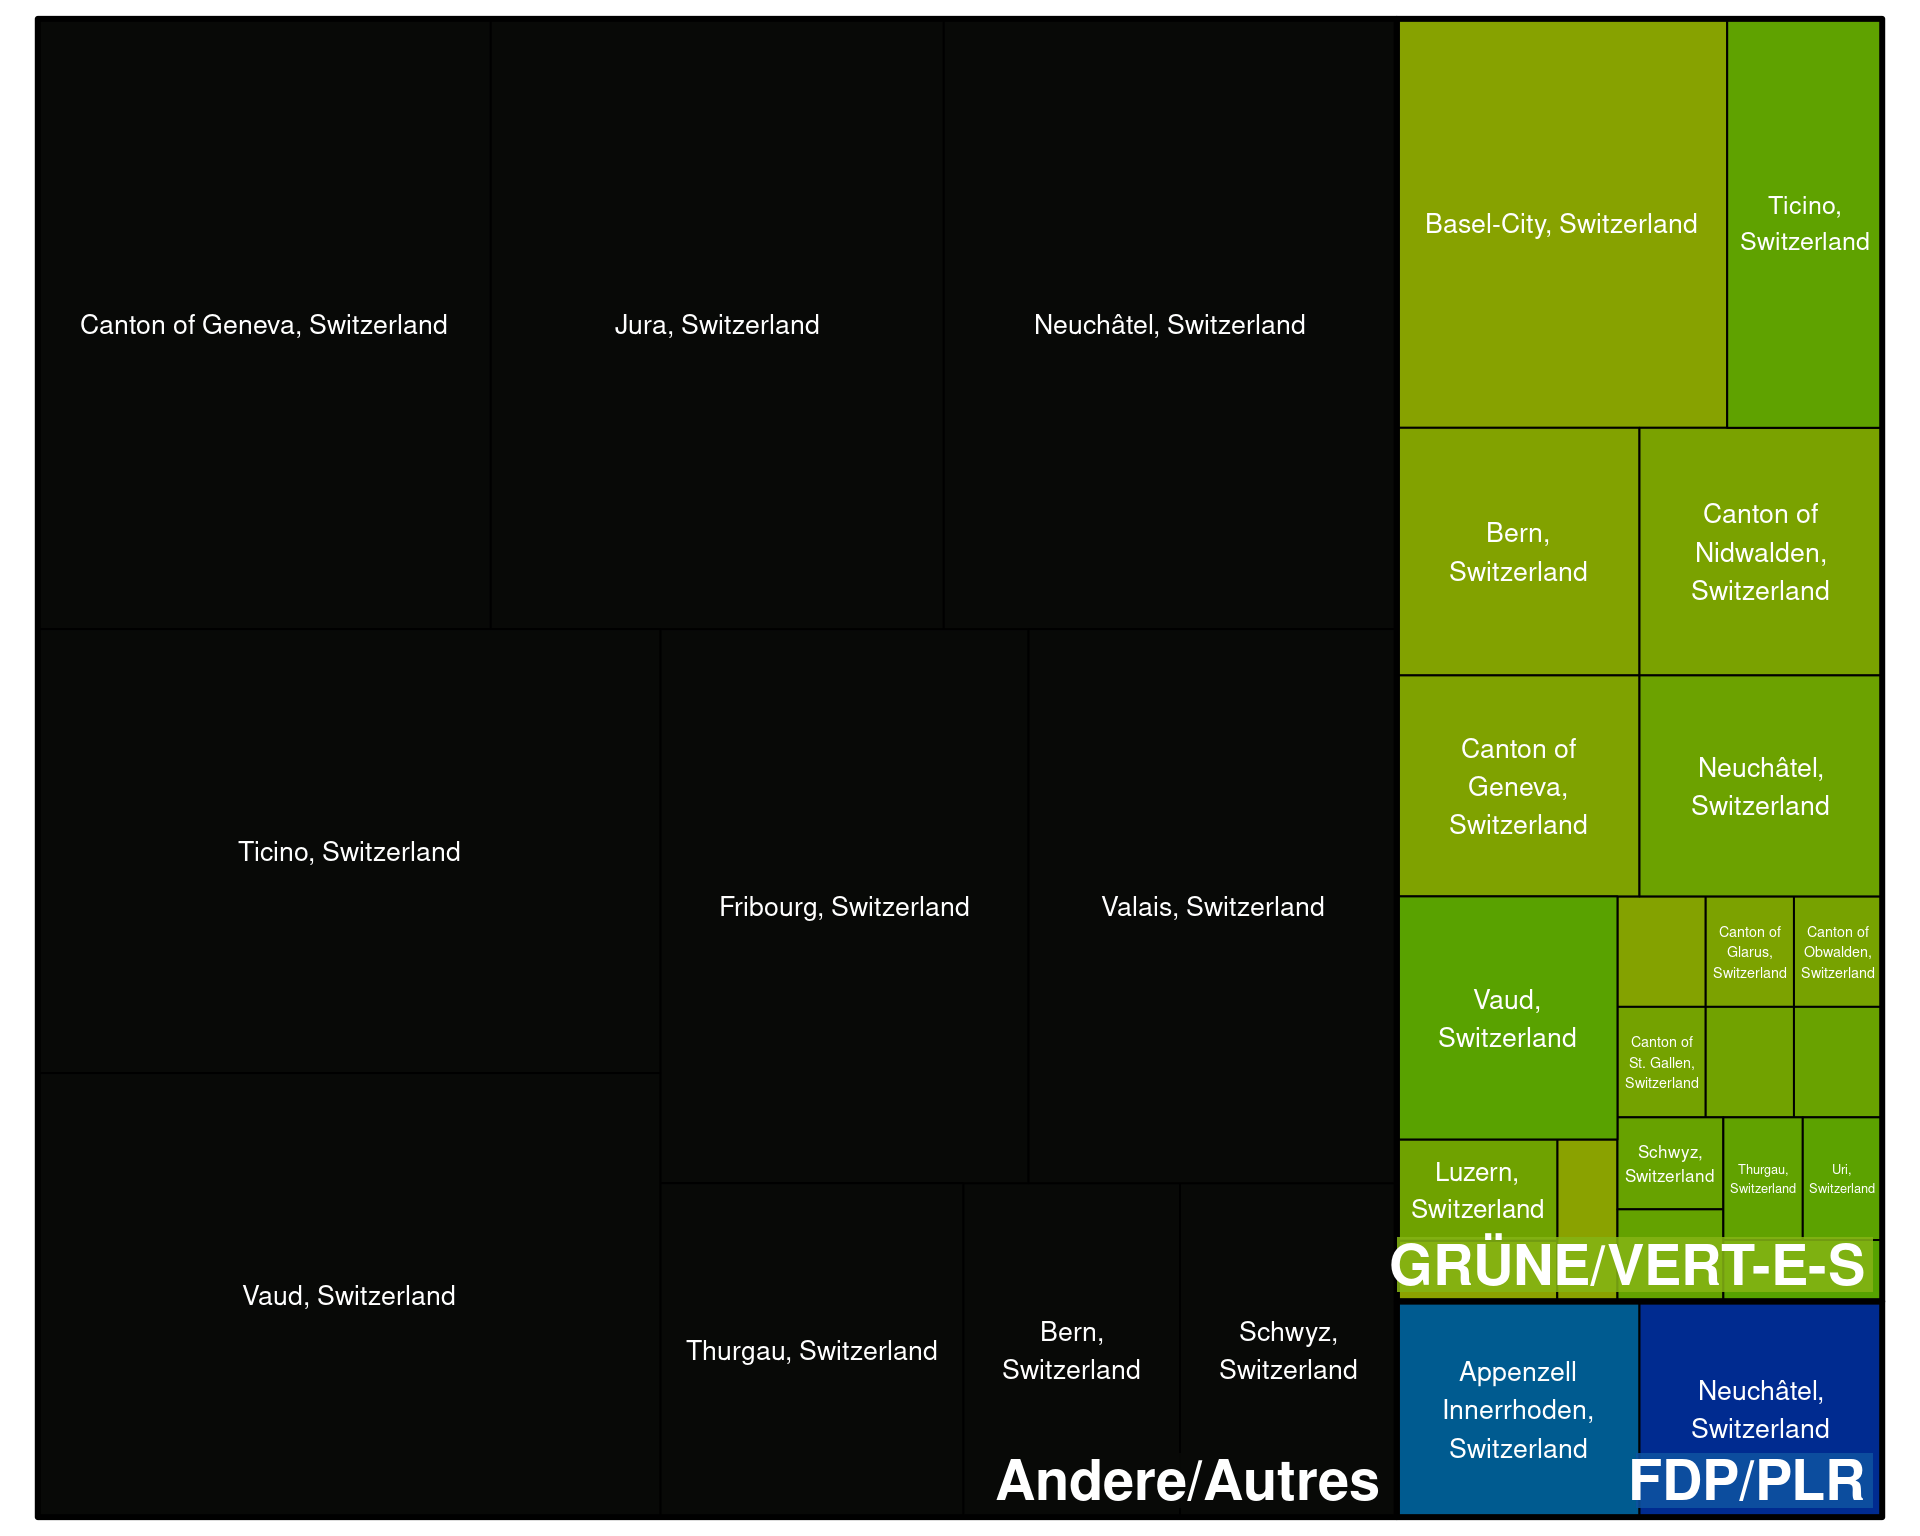 Canton of Geneva, Switzerland
Jura, Switzerland
Neuchâtel, Switzerland
Ticino, Switzerland
Fribourg, Switzerland
Valais, Switzerland
Vaud, Switzerland
Thurgau, Switzerland
Bern,
Switzerland
Schwyz,
Switzerland
Andere/Autres
Basel-City, Switzerland
Ticino,
Switzerland
Bern,
Switzerland
Canton of
Nidwalden,
Switzerland
Canton of
Geneva,
Switzerland
Neuchâtel,
Switzerland
Vaud,
Switzerland
Canton of
Glarus,
Switzerland
Canton of
Obwalden,
Switzerland
Canton of
St. Gallen,
Switzerland
Schwyz,
Switzerland
Thurgau,
Switzerland
Uri,
Switzerland
Luzern,
Switzerland
GRÜNE/VERT-E-S
Appenzell
Innerrhoden,
Switzerland
Neuchâtel,
Switzerland
FDP/PLR